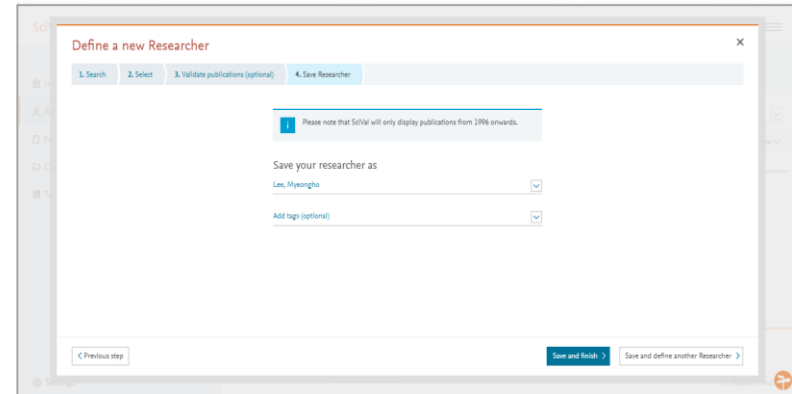 Define a new Researcher
1. Search 2. Select 3. Validate publications (optional) 4. Save Researcher
i Please note that SciVal will only display publications from 1996 onwards.
Save your researcher as
Lee, Myeongho
Add tags (optional)
Previous step Save and finish Save and define another Researcher